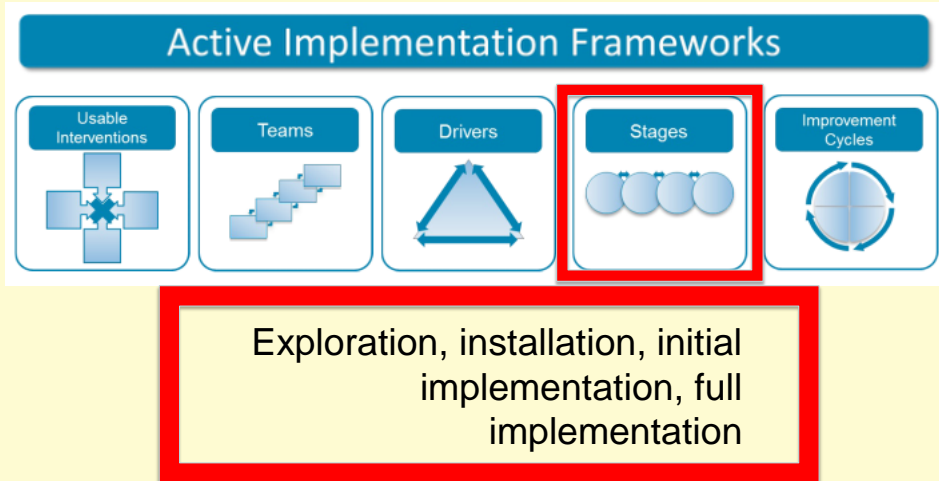 Active Implementation Frameworks
Usable
Interventions
Teams
Drivers
Stages
Improvement
Cycles
Exploration, installation, initial
implementation, full
implementation